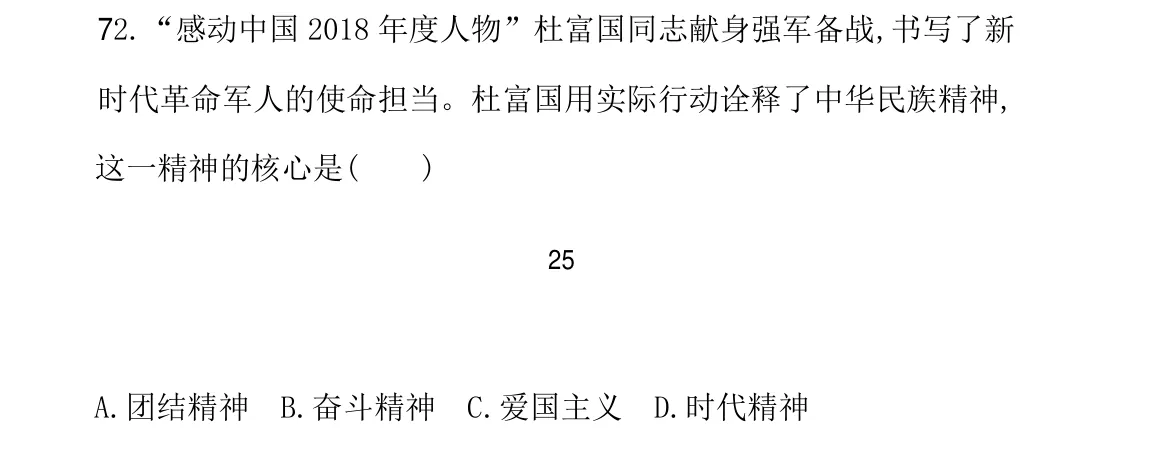 72. “感动中国 2018 年度人物”杜富国同志献身强军备战,书写了新
时代革命军人的使命担当。杜富国用实际行动诠释了中华民族精神,
这一精神的核心是(　　)
25
A.团结精神　B.奋斗精神　C.爱国主义　D.时代精神